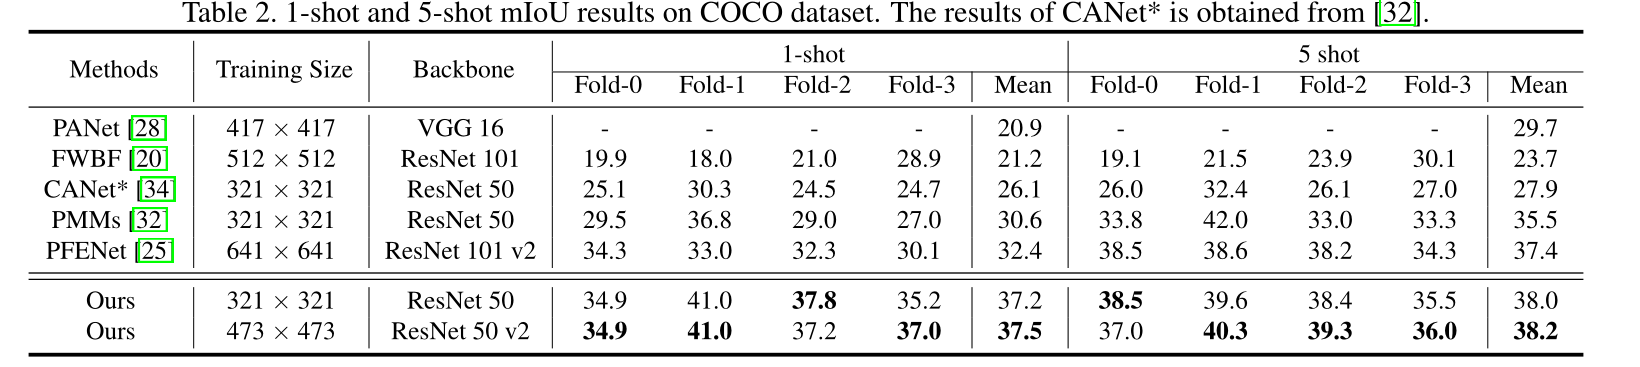 Table 2. 1-shot and 5-shot mIoU results on COCO dataset. The results of CANet* is obtained from [32].
Methods Training Size Backbone 1-shot 5 shot
Fold-0 Fold-1 Fold-2 Fold-3 Mean Fold-0 Fold-1 Fold-2 Fold-3 Mean
PANet [28] 417 × 417 VGG 16 - - - - 20.9 - - - - 29.7
FWBF [20] 512 × 512 ResNet 101 19.9 18.0 21.0 28.9 21.2 19.1 21.5 23.9 30.1 23.7
CANet* [34] 321 × 321 ResNet 50 25.1 30.3 24.5 24.7 26.1 26.0 32.4 26.1 27.0 27.9
PMMs [32] 321 × 321 ResNet 50 29.5 36.8 29.0 27.0 30.6 33.8 42.0 33.0 33.3 35.5
PFENet [25] 641 × 641 ResNet 101 v2 34.3 33.0 32.3 30.1 32.4 38.5 38.6 38.2 34.3 37.4
Ours 321 × 321 ResNet 50 34.9 41.0 37.8 35.2 37.2 38.5 39.6 38.4 35.5 38.0
Ours 473 × 473 ResNet 50 v2 34.9 41.0 37.2 37.0 37.5 37.0 40.3 39.3 36.0 38.2